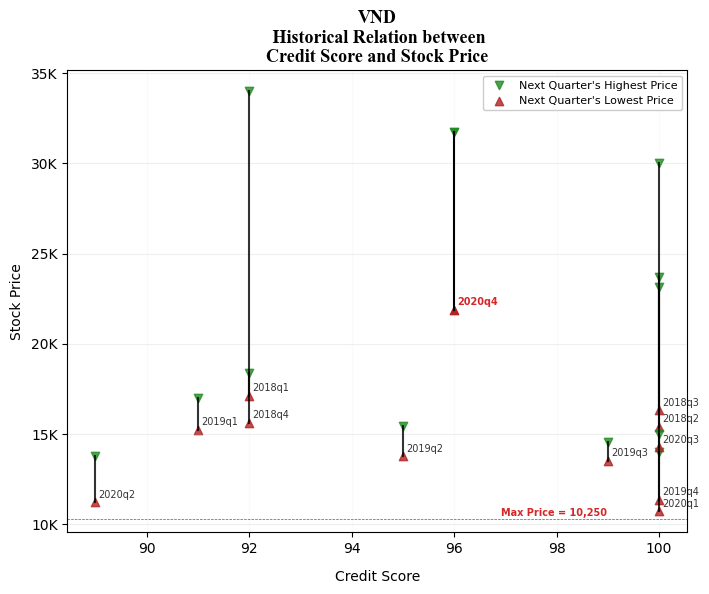 VND
Historical Relation between
Credit Score and Stock Price
35K
30K
25K
20K
15K
10K
Stock Price
Next Quarter's Highest Price
Next Quarter's Lowest Price
2020q4
2018q1
2018q3
2019q1
2018q4
2018q2
2020q3
2019q2
2019q3
2020q2
2019q4
2020q1
Max Price = 10,250
90
92
94
96
98
100
Credit Score